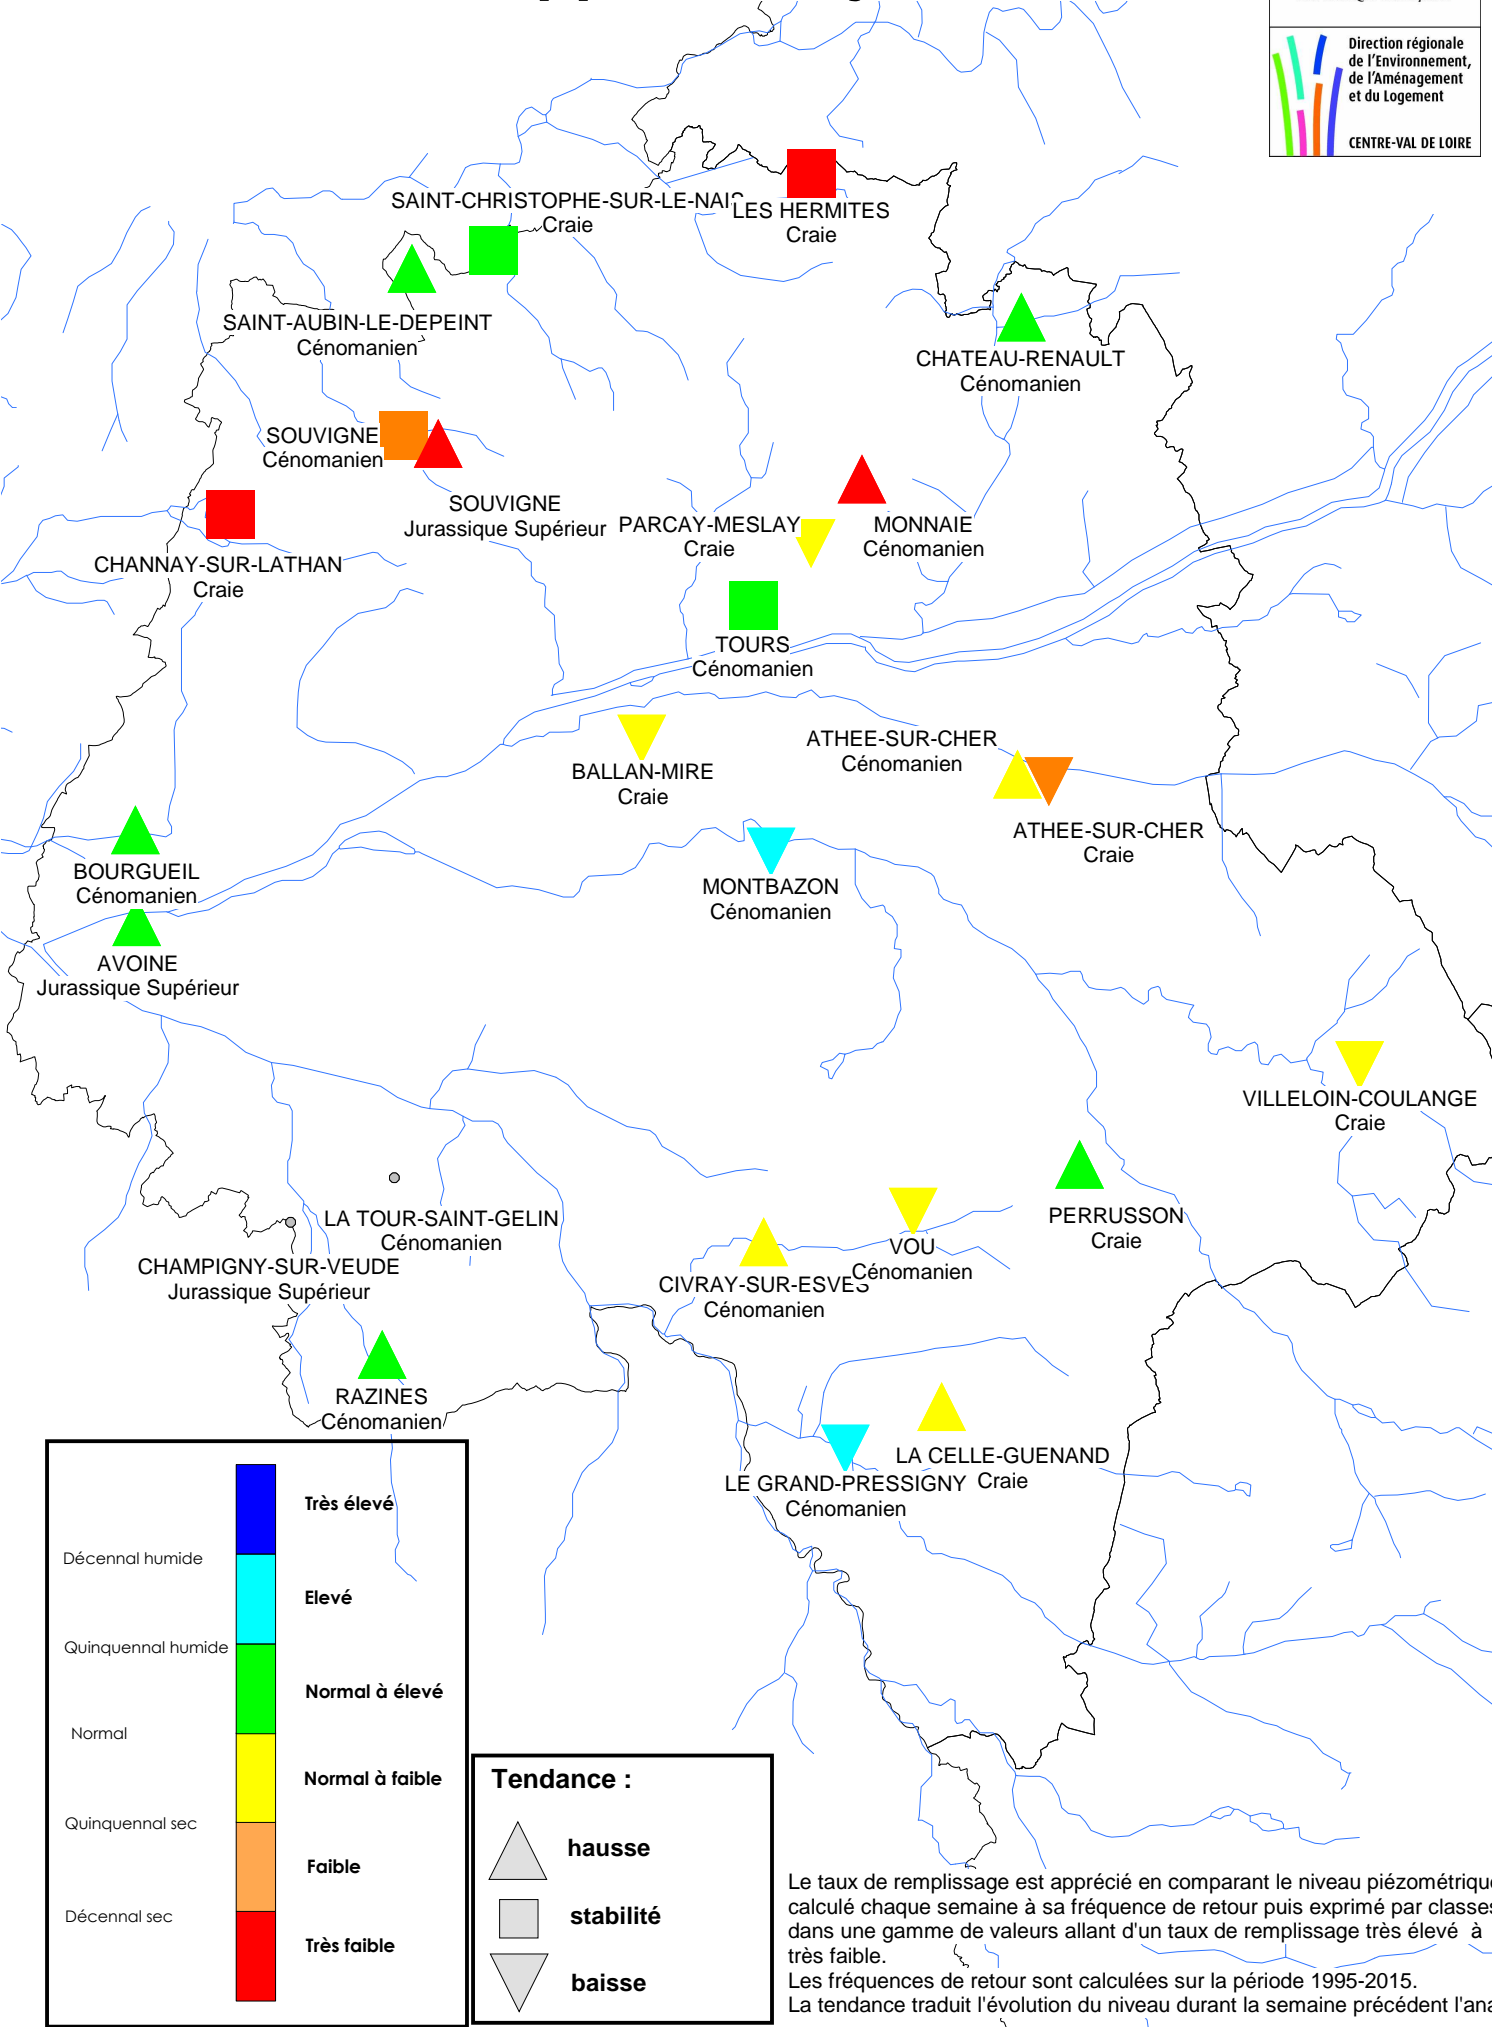 Direction régionale
de l'Environnement,
de l'Aménagement
et du Logement
CENTRE-VAL DE LOIRE
SAINT-CHRISTOPHE-SUR-LE-NAIS
Craie
LES HERMITES
Craie
SAINT-AUBIN-LE-DEPEINT
Cénomanien
CHATEAU-RENAULT
Cénomanien
SOUVIGNE
Cénomanien
SOUVIGNE
Jurassique Supérieur
PARCAY-MESLAY
Craie
MONNAIE
Cénomanien
CHANNAY-SUR-LATHAN
Craie
TOURS
Cénomanien
BALLAN-MIRE
Craie
ATHEE-SUR-CHER
Cénomanien
ATHEE-SUR-CHER
Craie
BOURGUEIL
Cénomanien
MONTBAZON
Cénomanien
AVOINE
Jurassique Supérieur
VILLELOIN-COULANGE
Craie
PERRUSSON
Craie
LA TOUR-SAINT-GELIN
Cénomanien
VOU
Cénomanien
CHAMPIGNY-SUR-VEUDE
Jurassique Supérieur
CIVRAY-SUR-ESVES
Cénomanien
RAZINES
Cénomanien
LA CELLE-GUENAND
Craie
LE GRAND-PRESSIGNY
Cénomanien
Très élevé
Décennal humide
Elevé
Quinquennal humide
Normal à élevé
Normal
Normal à faible
Quinquennal sec
Faible
Décennal sec
Très faible
Tendance :
hausse
stabilité
baisse
Le taux de remplissage est apprécié en comparant le niveau piézométrique
calculé chaque semaine à sa fréquence de retour puis exprimé par classes
dans une gamme de valeurs allant d'un taux de remplissage très élevé à
très faible.
Les fréquences de retour sont calculées sur la période 1995-2015.
La tendance traduit l'évolution du niveau durant la semaine précédent l'ana